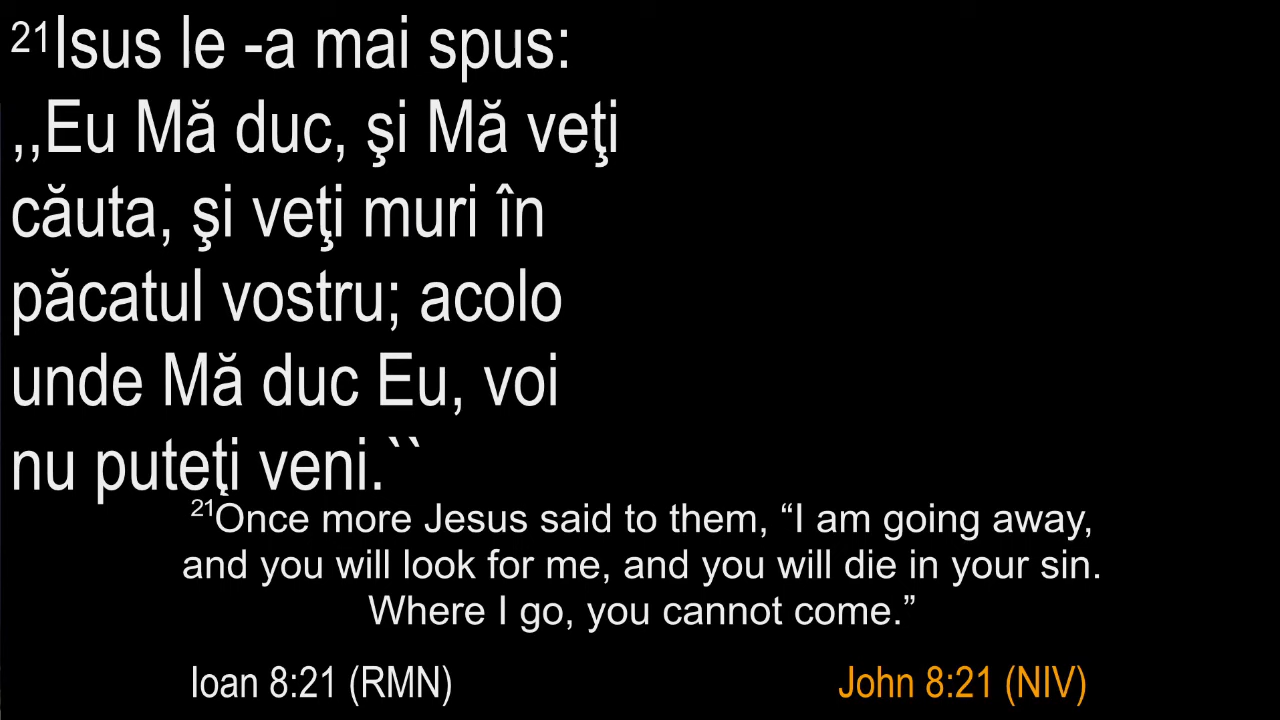 21Isus le -a mai spus:
,,Eu Mă duc, şi Mă veţi
căuta, şi veţi muri în
păcatul vostru; acolo
unde Mă duc Eu, voi
nu puteţi veni.``
21Once more Jesus said to them, “I am going away,
and you will look for me, and you will die in your sin.
Where I go, you cannot come.”
Ioan 8:21 (RMN)
John 8:21 (NIV)